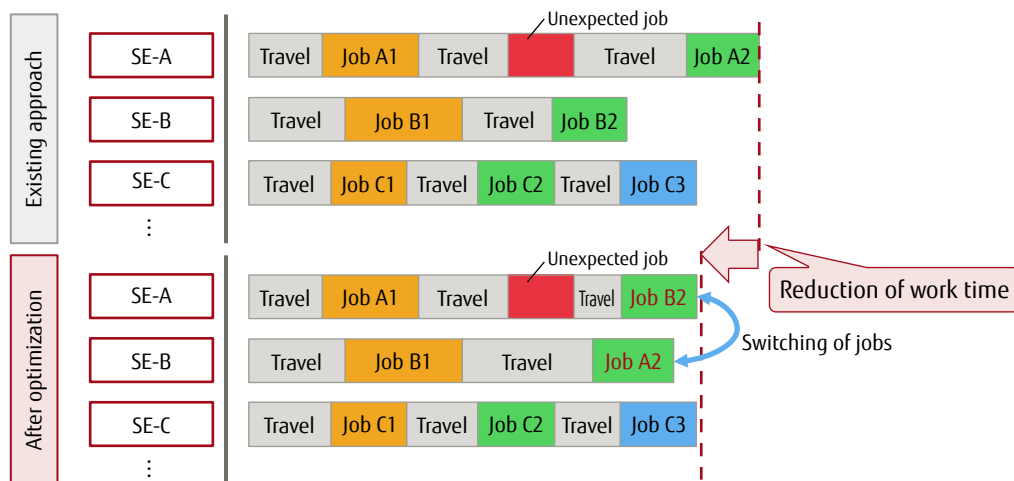 Unexpected job
Existing approach
SE-A
Travel
Job A1
Travel
Travel
Job A2
SE-B
Travel
Job B1
Travel
Job B2
SE-C
Travel
Job C1
Travel
Job C2
Travel
Job C3
⋮
Unexpected job
Reduction of work time
After optimization
SE-A
Travel
Job A1
Travel
Travel
Job B2
Switching of jobs
SE-B
Travel
Job B1
Travel
Job A2
SE-C
Travel
Job C1
Travel
Job C2
Travel
Job C3
⋮